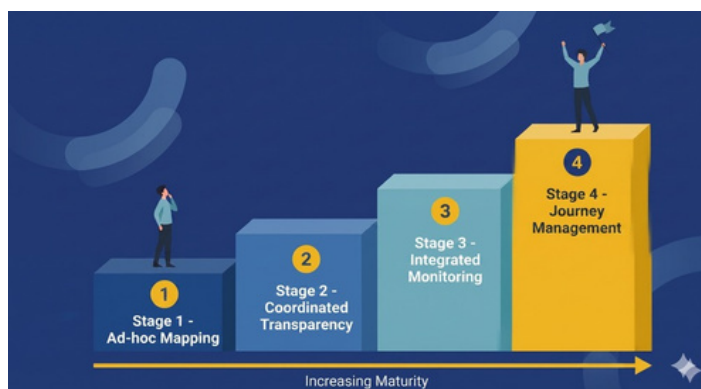 1
Stage 1 -
Ad-hoc Mapping
2
Stage 2 -
Coordinated
Transparency
3
Stage 3 -
Integrated
Monitoring
4
Stage 4 -
Journey
Management
Increasing Maturity